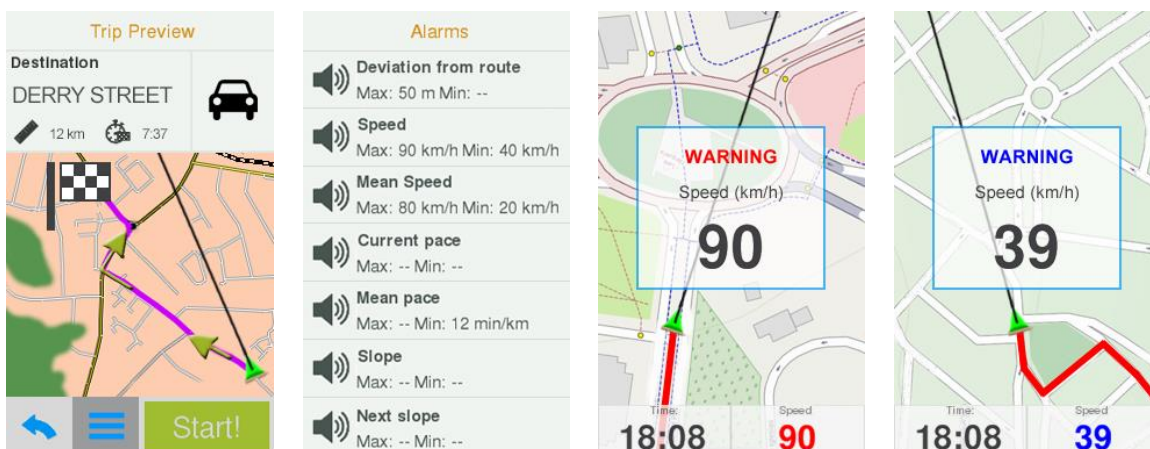 Trip Preview
Destination
DERRY STREET
12 km 7:37
Start!
Alarms
Deviation from route
Max: 50 m Min: --
Speed
Max: 90 km/h Min: 40 km/h
Mean Speed
Max: 80 km/h Min: 20 km/h
Current pace
Max: -- Min: --
Mean pace
Max: -- Min: 12 min/km
Slope
Max: -- Min: --
Next slope
Max: -- Min: --
WARNING
Speed (km/h)
90
Time: Speed
18:08 90
WARNING
Speed (km/h)
39
Time: Speed
18:08 39